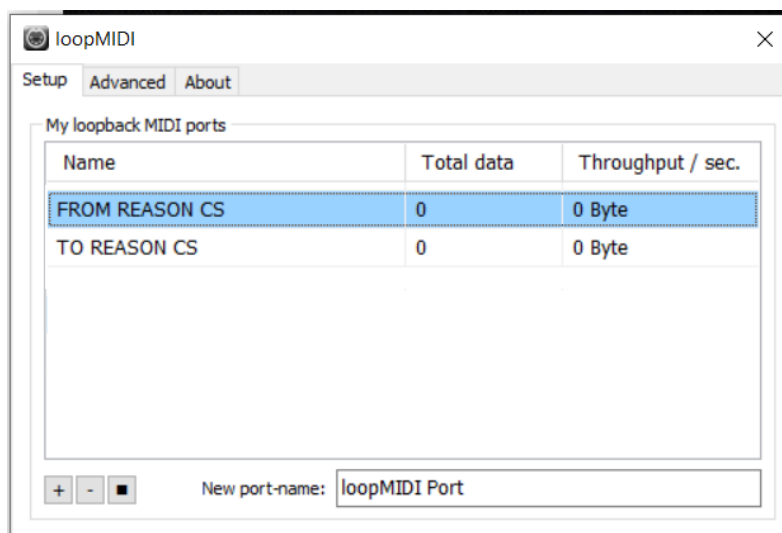 loopMIDI
Setup Advanced About
My loopback MIDI ports
Name Total data Throughput / sec.
FROM REASON CS 0 0 Byte
TO REASON CS 0 0 Byte
+ - New port-name: loopMIDI Port